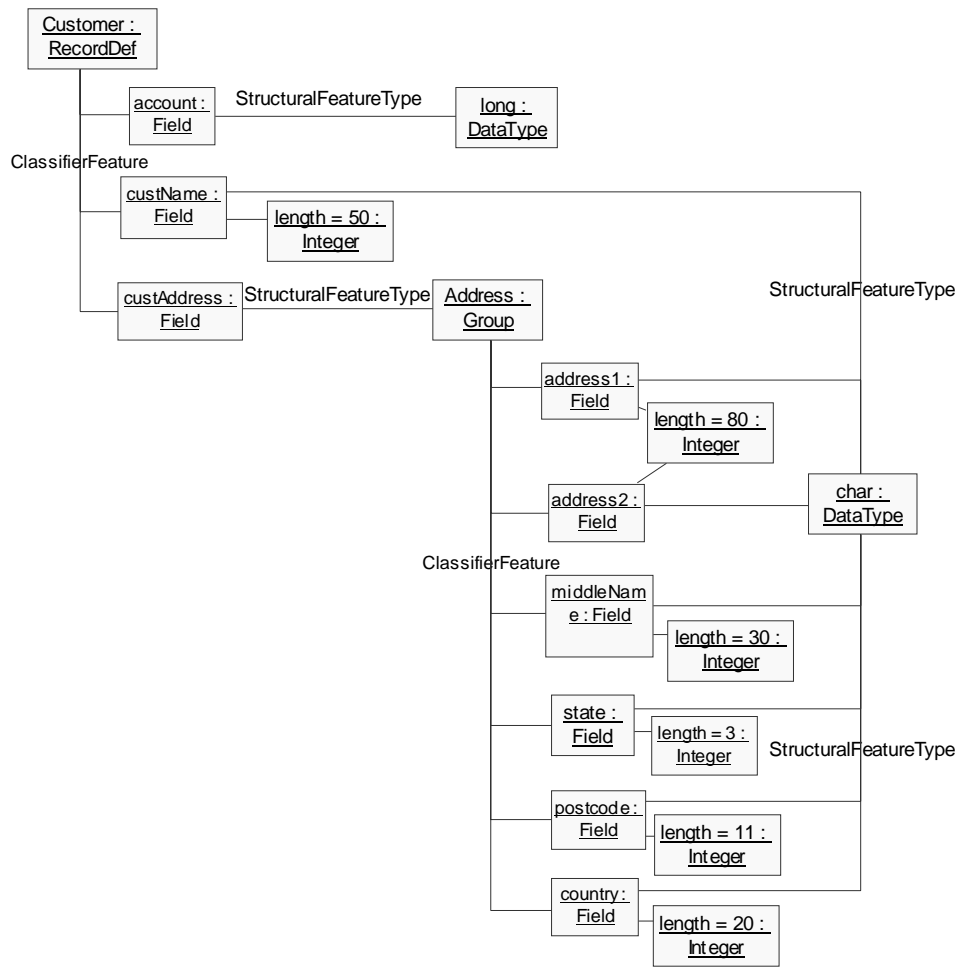 Customer :
RecordDef
account :
Field
StructuralFeatureType
long :
DataType
ClassifierFeature
custName :
Field
length = 50 :
Integer
custAddress :
Field
StructuralFeatureType
Address :
Group
StructuralFeatureType
address1 :
Field
length = 80 :
Integer
address2 :
Field
char :
DataType
ClassifierFeature
middleNam
e : Field
length = 30 :
Integer
state :
Field
length = 3 :
Integer
StructuralFeatureType
postcode :
Field
length = 11 :
Integer
country :
Field
length = 20 :
Integer